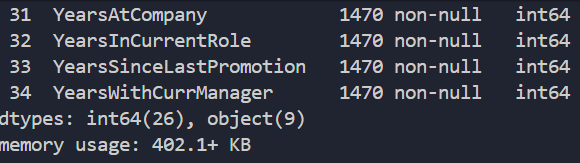 31 YearsAtCompany 1470 non-null int64
32 YearsInCurrentRole 1470 non-null int64
33 YearsSinceLastPromotion 1470 non-null int64
34 YearsWithCurrManager 1470 non-null int64
dtypes: int64(26), object(9)
memory usage: 402.1+ KB